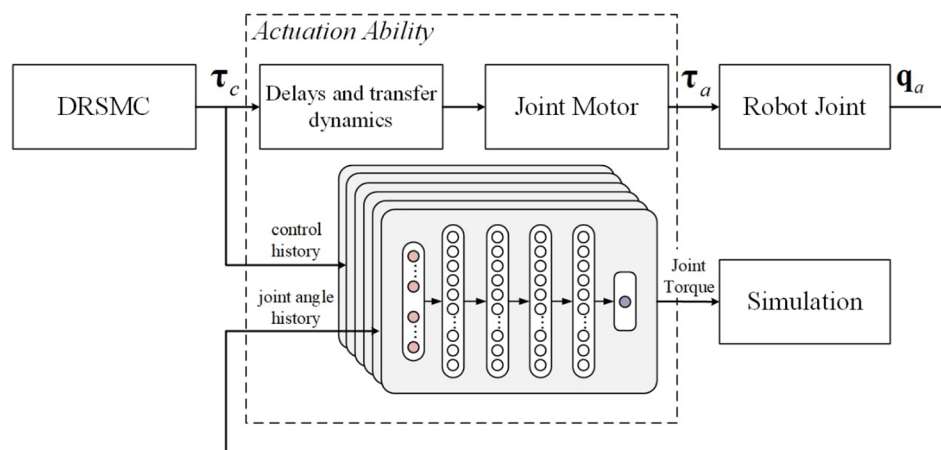 Actuation Ability
DRSMC
τc
Delays and transfer
dynamics
Joint Motor
τa
Robot Joint
qa
control
history
joint angle
history
Joint
Torque
Simulation